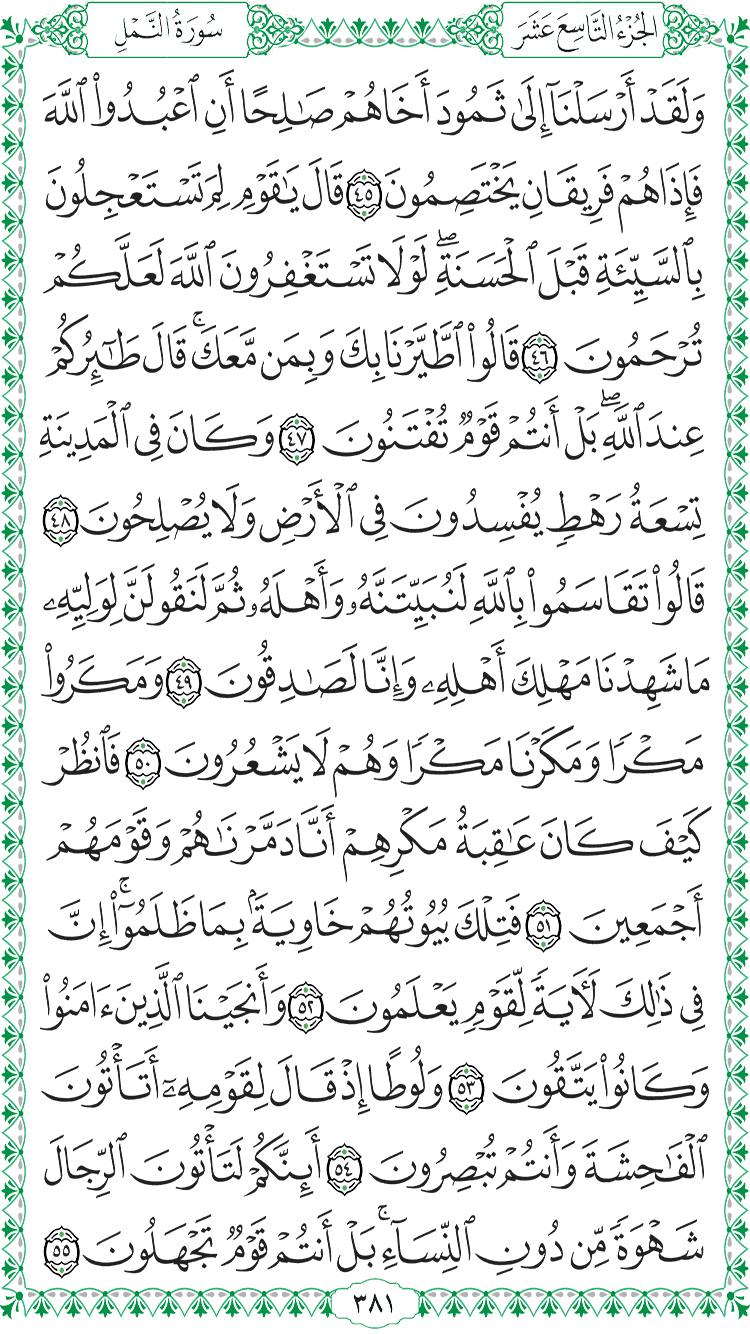 الجُزْءُ التَّاسِعَ عَشَرَ
سُورَةُ النَّمْلِ
وَلَقَدْ أَرْسَلْنَآ إِلَىٰ ثَمُودَ أَخَاهُمْ صَـٰلِحًا أَنِ ٱعْبُدُوا۟ ٱللَّهَ
فَإِذَا هُمْ فَرِيقَانِ يَخْتَصِمُونَ ٤٥ قَالَ يَـٰقَوْمِ لِمَ تَسْتَعْجِلُونَ
بِٱلسَّيِّئَةِ قَبْلَ ٱلْحَسَنَةِ ۖ لَوْلَا تَسْتَغْفِرُونَ ٱللَّهَ لَعَلَّكُمْ
تُرْحَمُونَ ٤٦ قَالُوا۟ ٱطَّيَّرْنَا بِكَ وَبِمَن مَّعَكَ ۚ قَالَ طَـٰٓئِرُكُمْ
عِندَ ٱللَّهِ ۖ بَلْ أَنتُمْ قَوْمٌ تُفْتَنُونَ ٤٧ وَكَانَ فِى ٱلْمَدِينَةِ
تِسْعَةُ رَهْطٍ يُفْسِدُونَ فِى ٱلْأَرْضِ وَلَا يُصْلِحُونَ ٤٨
قَالُوا۟ تَقَاسَمُوا۟ بِٱللَّهِ لَنُبَيِّتَنَّهُۥ وَأَهْلَهُۥ ثُمَّ لَنَقُولَنَّ لِوَلِيِّهِۦ
مَا شَهِدْنَا مَهْلِكَ أَهْلِهِۦ وَإِنَّا لَصَـٰدِقُونَ ٤٩ وَمَكَرُوا۟
مَكْرًا وَمَكَرْنَا مَكْرًا وَهُمْ لَا يَشْعُرُونَ ٥٠ فَٱنظُرْ
كَيْفَ كَانَ عَـٰقِبَةُ مَكْرِهِمْ أَنَّا دَمَّرْنَـٰهُمْ وَقَوْمَهُمْ
أَجْمَعِينَ ٥١ فَتِلْكَ بُيُوتُهُمْ خَاوِيَةًۢ بِمَا ظَلَمُوٓا۟ ۗ إِنَّ
فِى ذَٰلِكَ لَـَٔايَةً لِّقَوْمٍ يَعْلَمُونَ ٥٢ وَأَنجَيْنَا ٱلَّذِينَ ءَامَنُوا۟
وَكَانُوا۟ يَتَّقُونَ ٥٣ وَلُوطًا إِذْ قَالَ لِقَوْمِهِۦٓ أَتَأْتُونَ
ٱلْفَـٰحِشَةَ وَأَنتُمْ تُبْصِرُونَ ٥٤ أَئِنَّكُمْ لَتَأْتُونَ ٱلرِّجَالَ
شَهْوَةً مِّن دُونِ ٱلنِّسَآءِ ۚ بَلْ أَنتُمْ قَوْمٌ تَجْهَلُونَ ٥٥
٣٨١